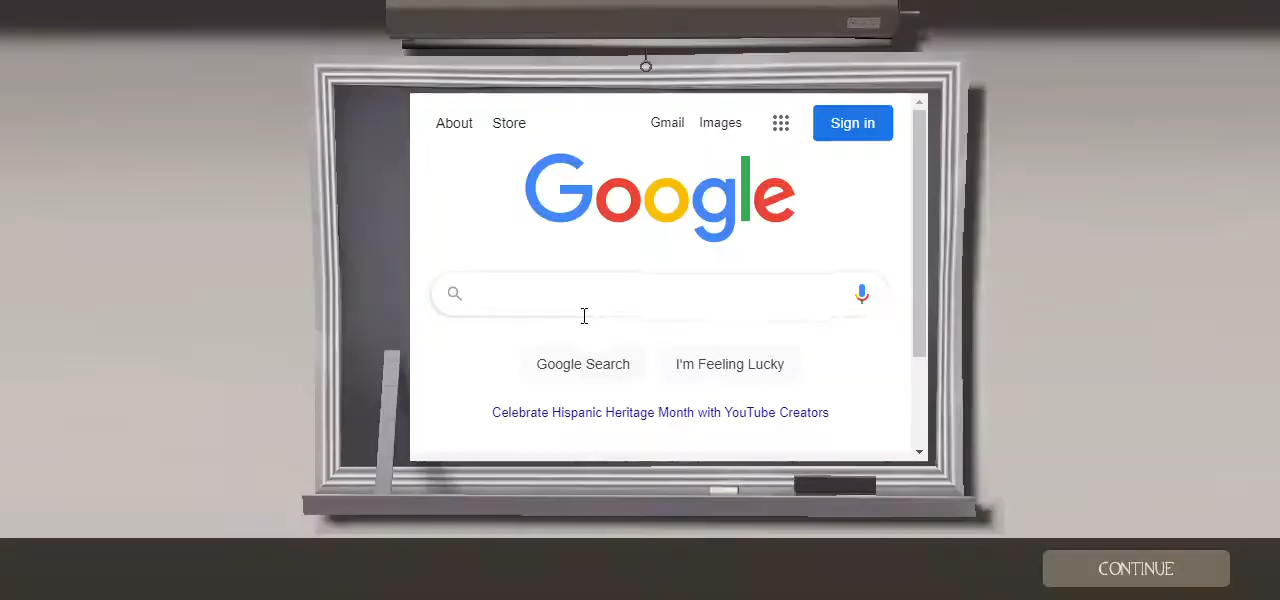 About Store Gmail Images Sign in
Google
Google Search I'm Feeling Lucky
Celebrate Hispanic Heritage Month with YouTube Creators
CONTINUE